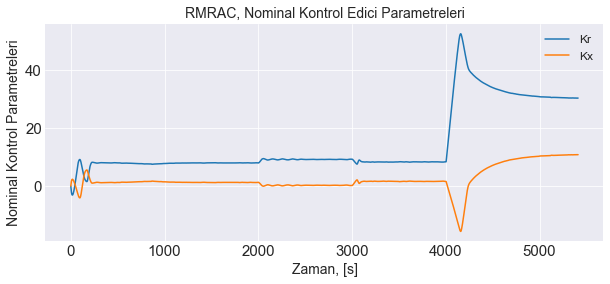 RMRAC, Nominal Kontrol Edici Parametreleri
Nominal Kontrol Parametreleri
40
20
0
Kr
Kx
0 1000 2000 3000 4000 5000
Zaman, [s]